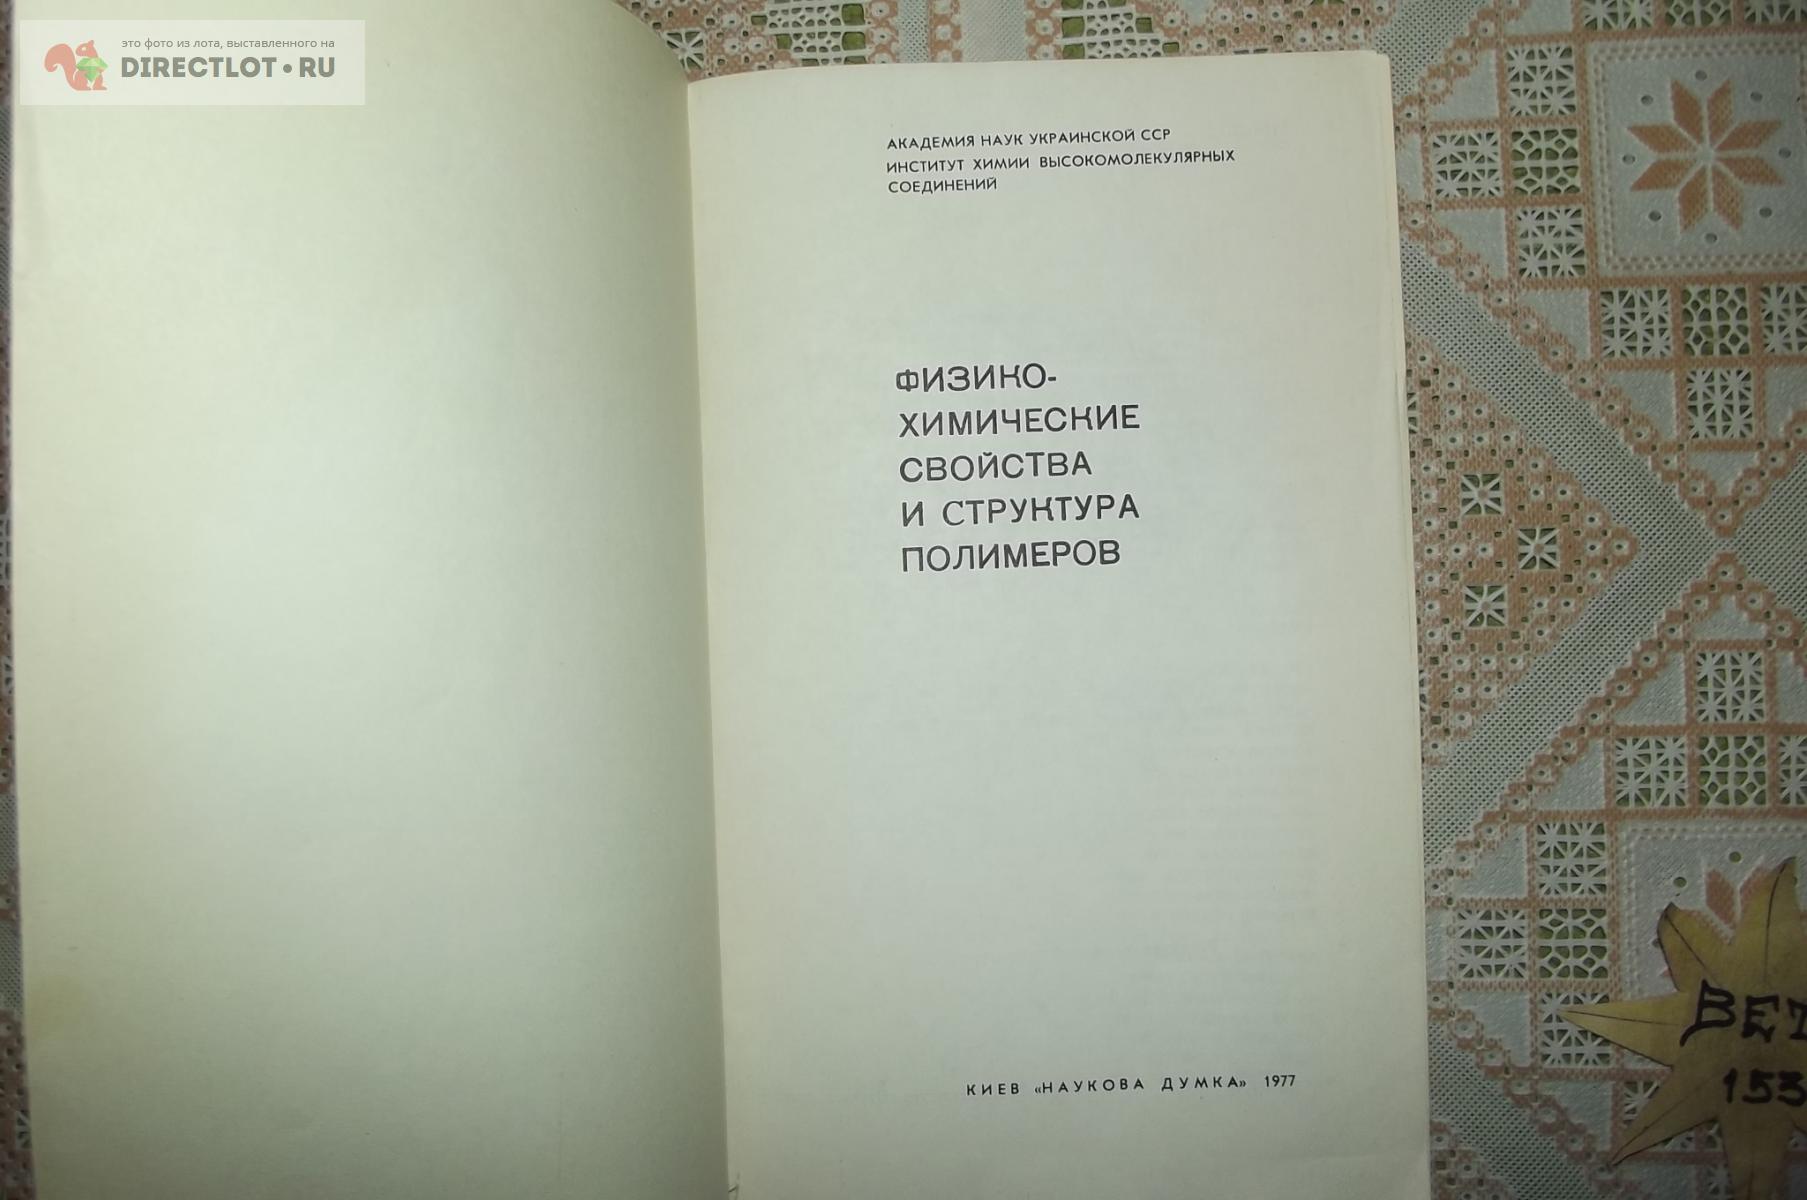 это фото из лота, выставленного на
DIRECTLOT•RU
АКАДЕМИЯ НАУК УКРАИНСКОЙ ССР
ИНСТИТУТ ХИМИИ ВЫСОКОМОЛЕКУЛЯРНЫХ
СОЕДИНЕНИЙ
ФИЗИКО-
ХИМИЧЕСКИЕ
СВОЙСТВА
И СТРУКТУРА
ПОЛИМЕРОВ
КИЕВ «НАУКОВА ДУМКА» 1977